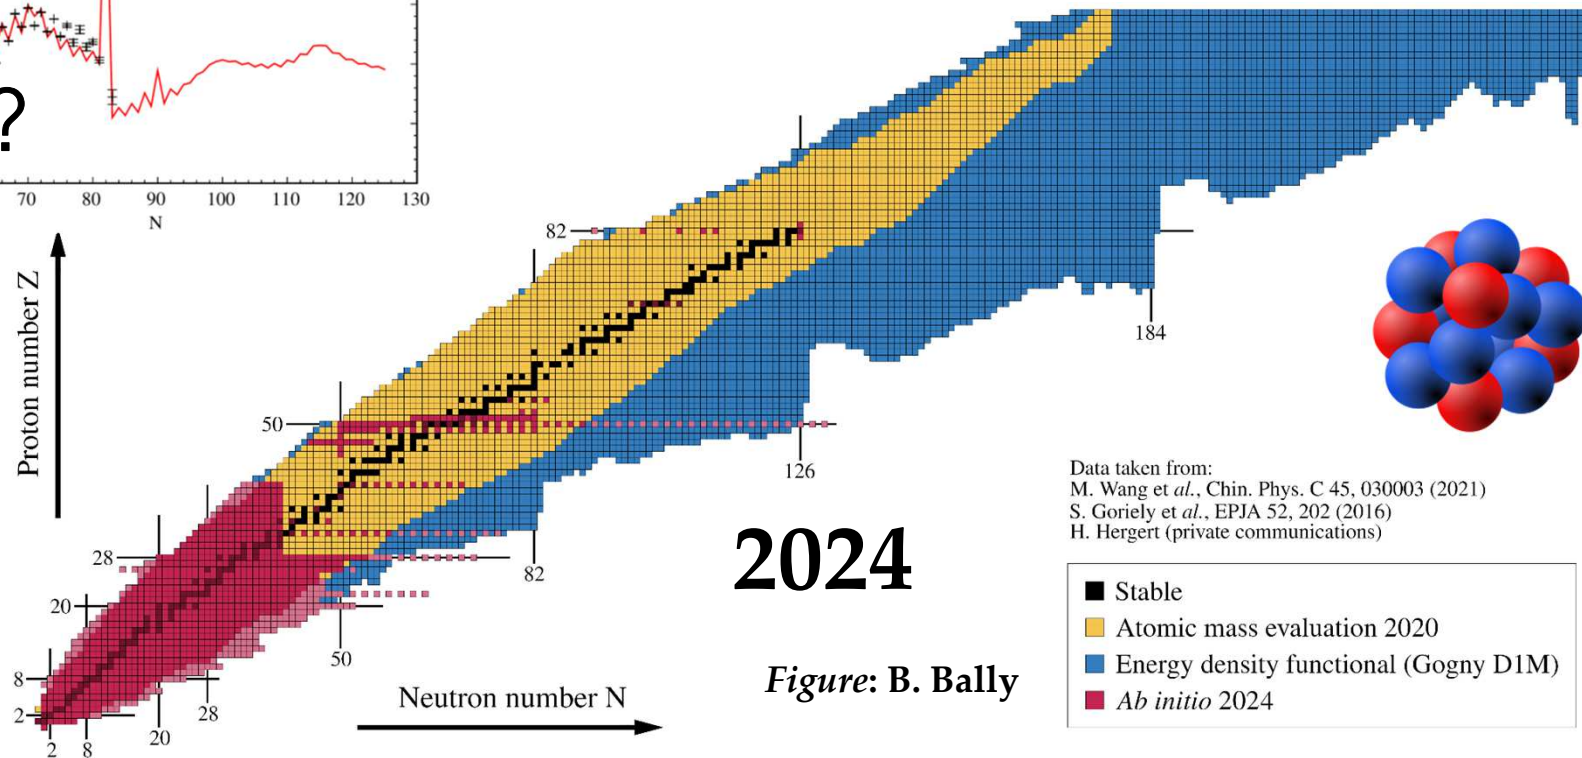 ?
70 80 90 100 110 120 130
N
Proton number Z
82
50
28
20
8
2
2 8
20
28
50
82
126
184
Neutron number N
2024
Figure: B. Bally
Data taken from:
M. Wang et al., Chin. Phys. C 45, 030003 (2021)
S. Goriely et al., EPJA 52, 202 (2016)
H. Hergert (private communications)
Stable
Atomic mass evaluation 2020
Energy density functional (Gogny D1M)
Ab initio 2024